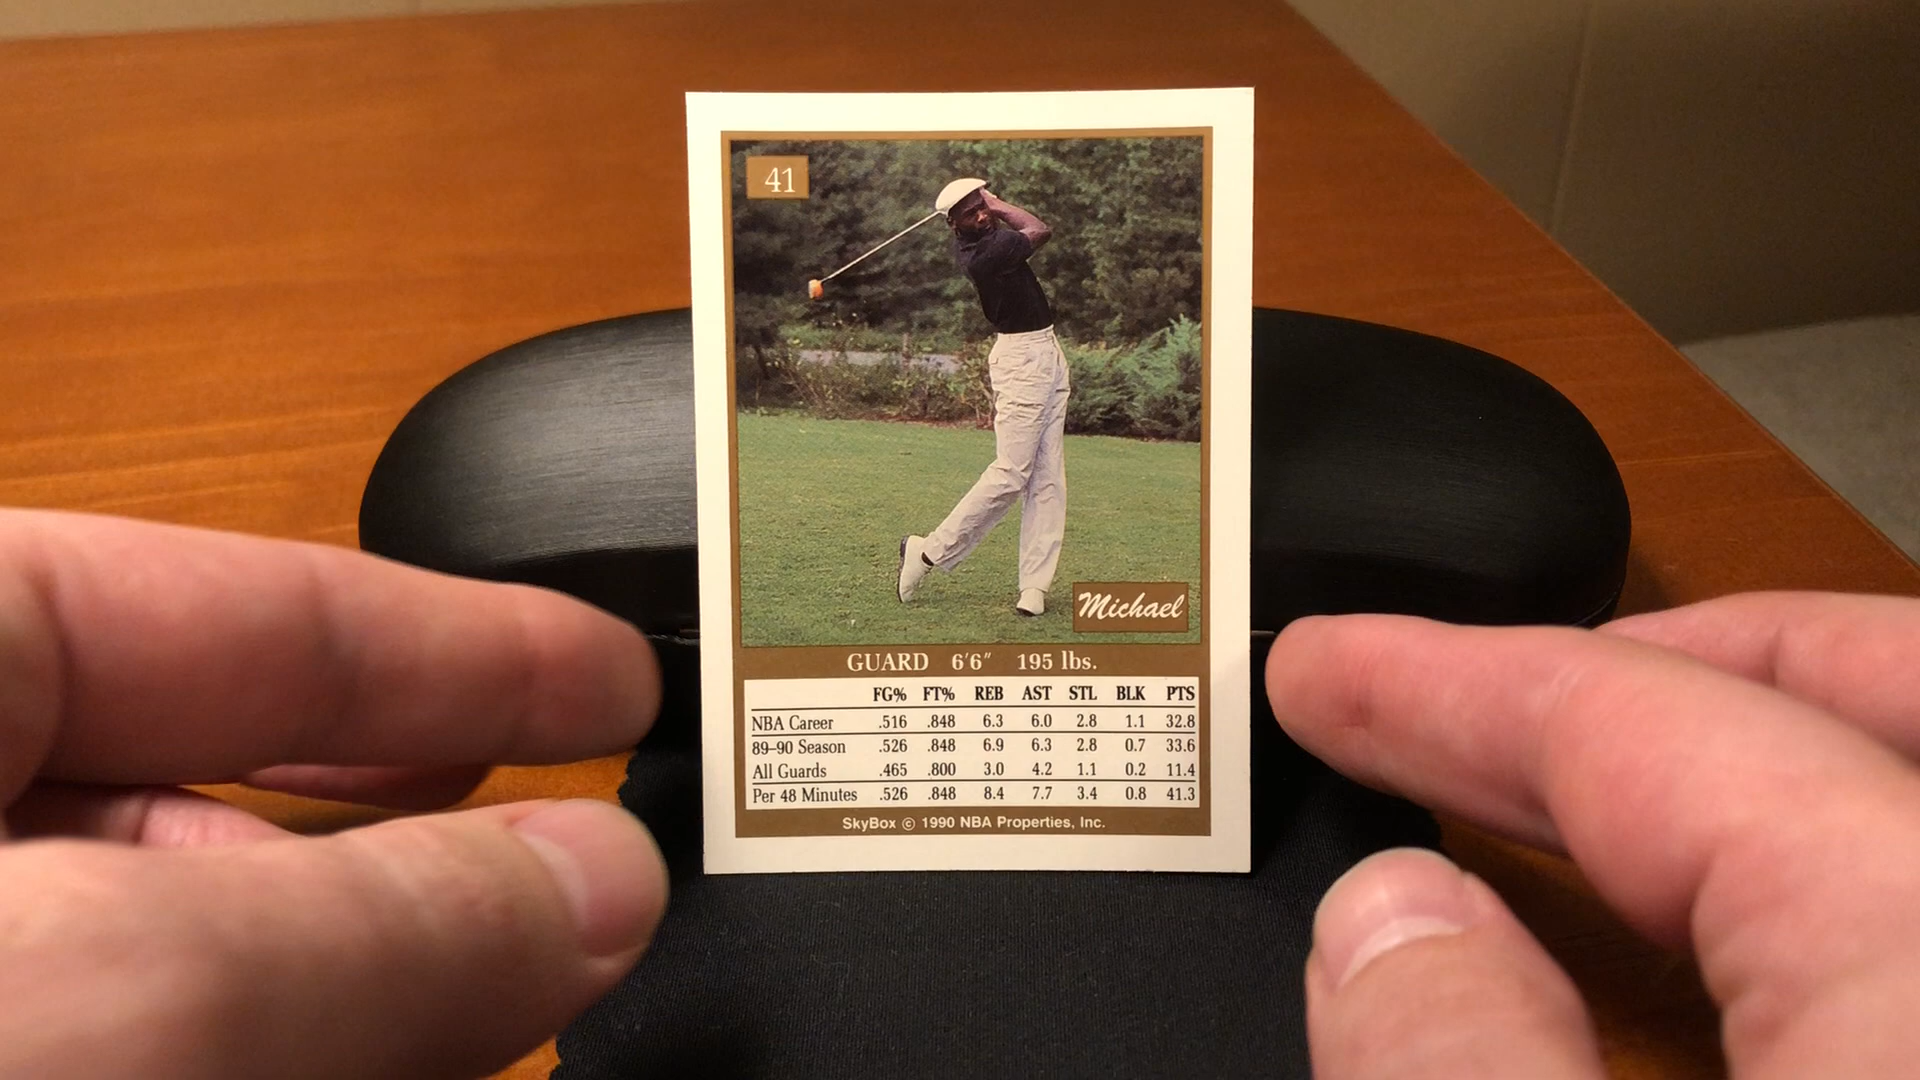 41
Michael
GUARD 6'6" 195 lbs.
FG% FT% REB AST STL BLK PTS
NBA Career .516 .848 6.3 6.0 2.8 1.1 32.8
89–90 Season .526 .848 6.9 6.3 2.8 0.7 33.6
All Guards .465 .800 3.0 4.2 1.1 0.2 11.4
Per 48 Minutes .526 .848 8.4 7.7 3.4 0.8 41.3
SkyBox © 1990 NBA Properties, Inc.